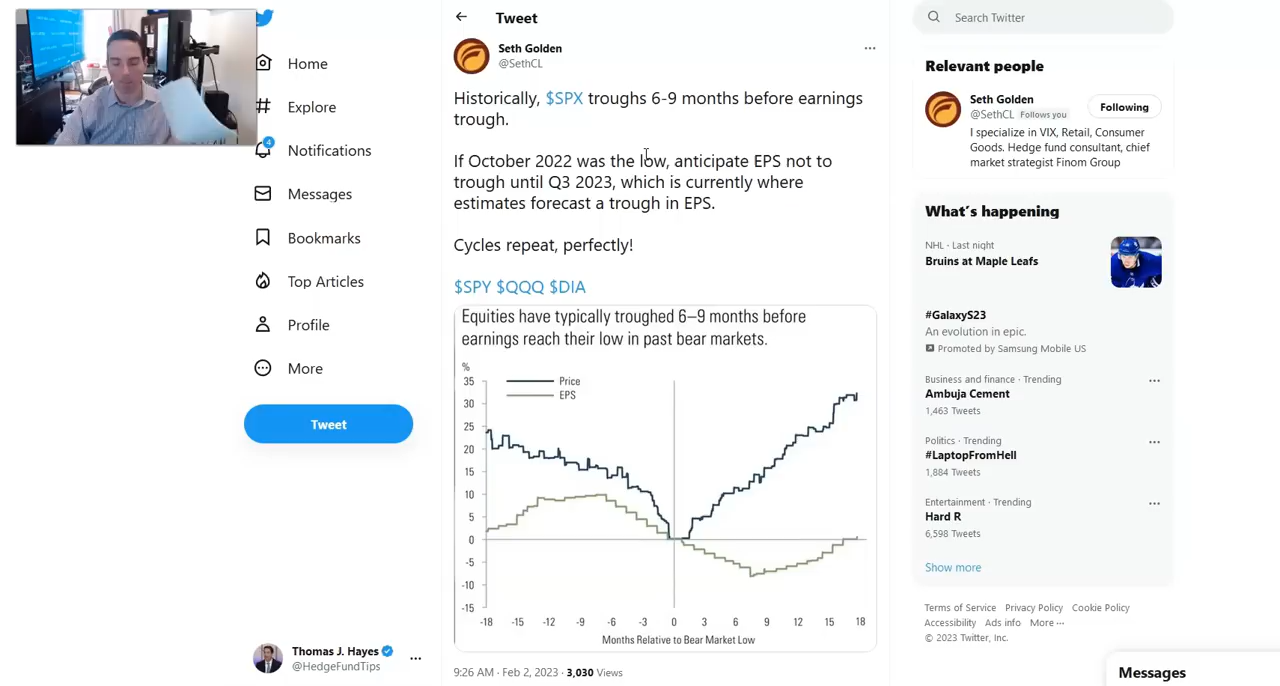 Home
Explore
4
Notifications
Messages
Bookmarks
Top Articles
Profile
More
Tweet
Thomas J. Hayes
@HedgeFundTips
Tweet
Seth Golden
@SethCL
Historically, $SPX troughs 6-9 months before earnings
trough.
If October 2022 was the low, anticipate EPS not to
trough until Q3 2023, which is currently where
estimates forecast a trough in EPS.
Cycles repeat, perfectly!
$SPY $QQQ $DIA
Equities have typically troughed 6–9 months before
earnings reach their low in past bear markets.
%
35
30
25
20
15
10
5
0
-5
-10
-15
Price
EPS
-18 -15 -12 -9 -6 -3 0 3 6 9 12 15 18
Months Relative to Bear Market Low
9:26 AM · Feb 2, 2023 · 3,030 Views
Search Twitter
Relevant people
Seth Golden
@SethCL Follows you
Following
I specialize in VIX, Retail, Consumer
Goods. Hedge fund consultant, chief
market strategist Finom Group
What's happening
NHL · Last night
Bruins at Maple Leafs
#GalaxyS23
An evolution in epic.
Promoted by Samsung Mobile US
Business and finance · Trending
Ambuja Cement
1,463 Tweets
Politics · Trending
#LaptopFromHell
1,884 Tweets
Entertainment · Trending
Hard R
6,598 Tweets
Show more
Terms of Service Privacy Policy Cookie Policy
Accessibility Ads info More ···
© 2023 Twitter, Inc.
Messages